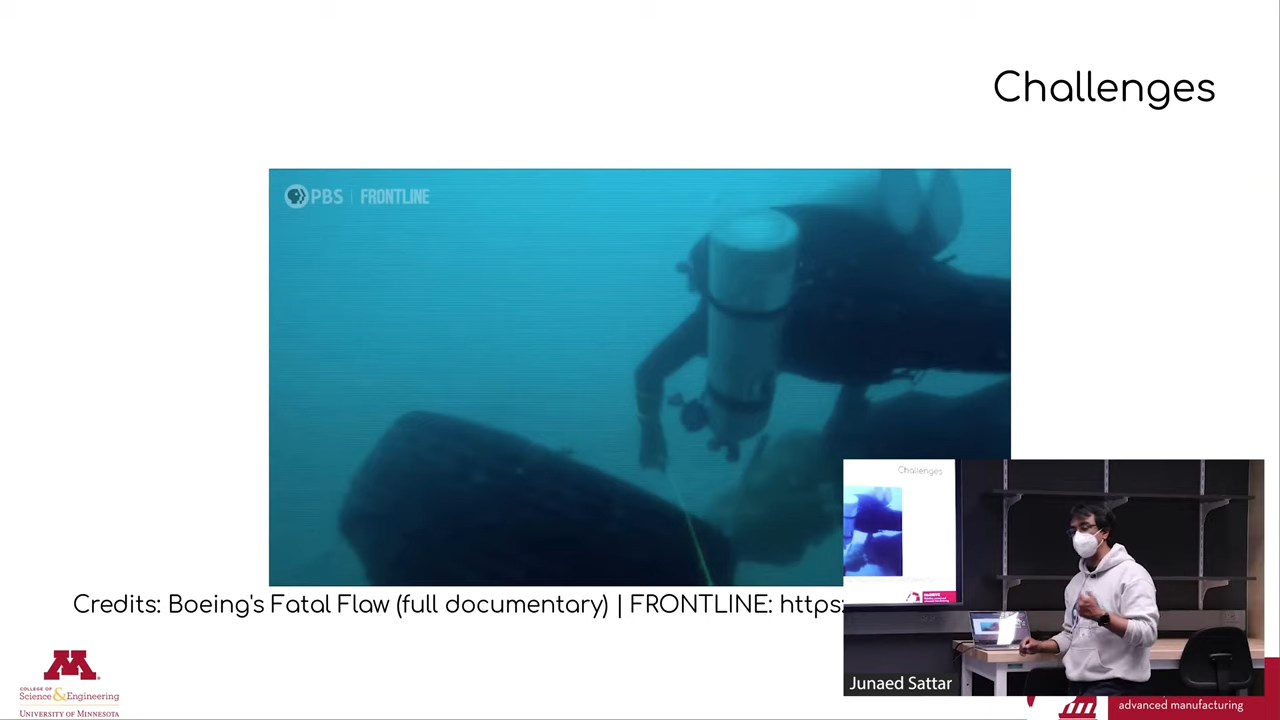 Challenges
PBS | FRONTLINE
Challenges
Credits: Boeing's Fatal Flaw (full documentary) | FRONTLINE: https:
Junaed Sattar
M
COLLEGE OF
Science & Engineering
UNIVERSITY OF MINNESOTA
advanced manufacturing